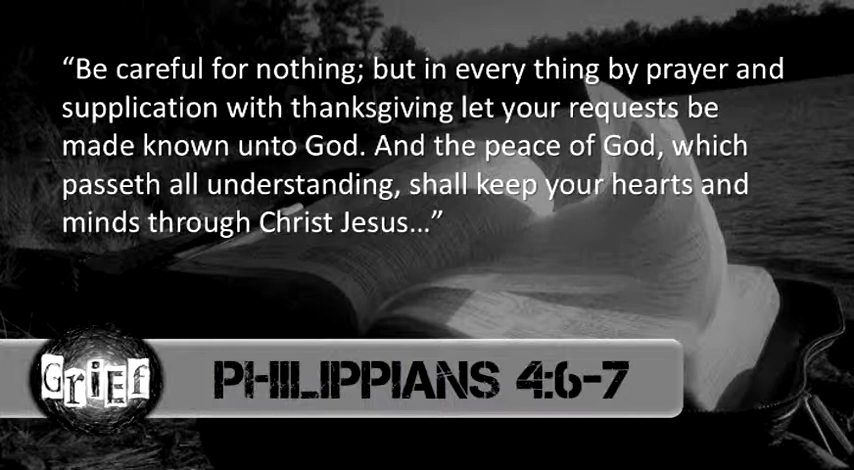 “Be careful for nothing; but in every thing by prayer and
supplication with thanksgiving let your requests be
made known unto God. And the peace of God, which
passeth all understanding, shall keep your hearts and
minds through Christ Jesus…”
GriEf
PHILIPPIANS 4:6-7